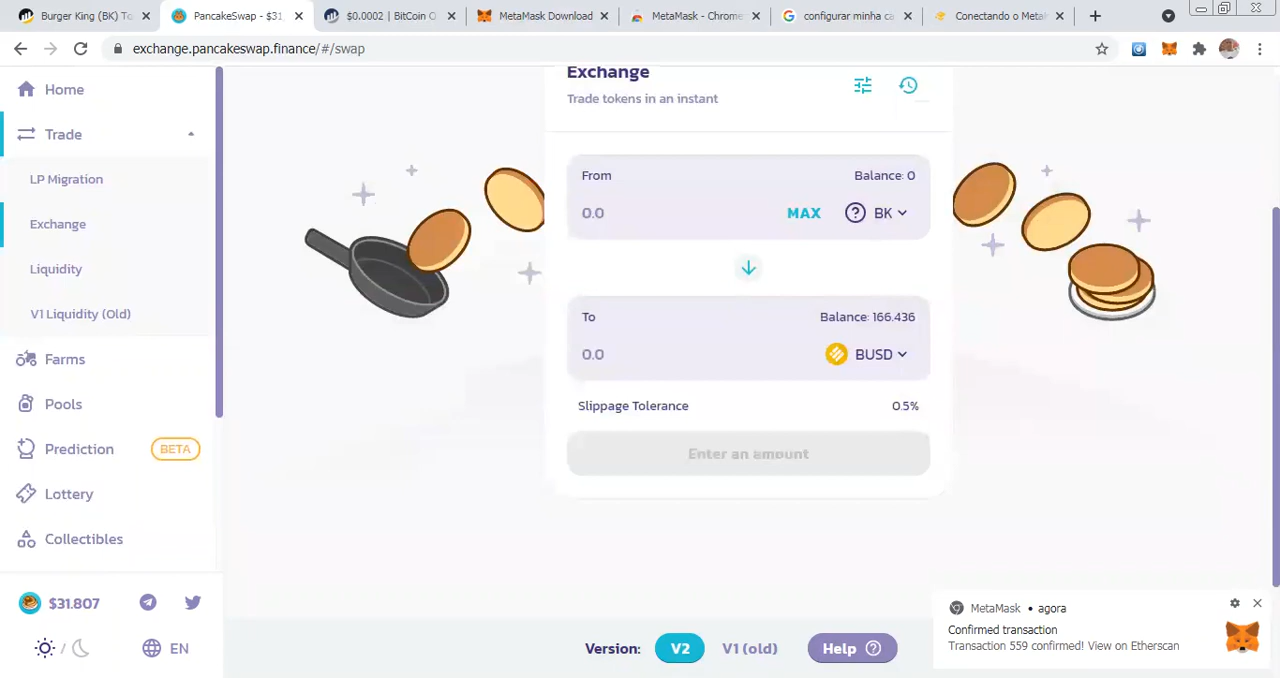 Burger King (BK) To
PancakeSwap - $31
$0.0002 | BitCoin O
MetaMask Download
MetaMask - Chrome
configurar minha ca
Conectando o Meta
exchange.pancakeswap.finance/#/swap
Home
Trade
LP Migration
Exchange
Liquidity
V1 Liquidity (Old)
Farms
Pools
Prediction BETA
Lottery
Collectibles
$31.807
/
EN
Exchange
Trade tokens in an instant
From Balance: 0
0.0 MAX BK
To Balance: 166.436
0.0 BUSD
Slippage Tolerance 0.5%
Enter an amount
Version: V2 V1 (old) Help
MetaMask • agora
Confirmed transaction
Transaction 559 confirmed! View on Etherscan